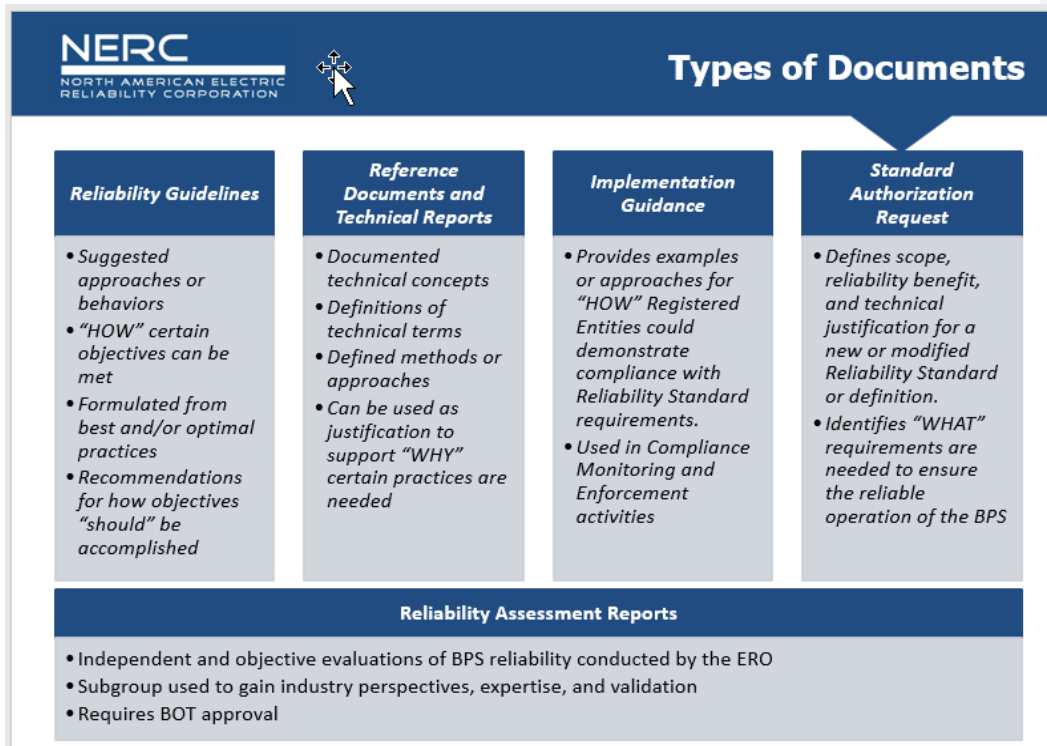 NERC
NORTH AMERICAN ELECTRIC
RELIABILITY CORPORATION
Types of Documents
Reliability Guidelines
• Suggested
approaches or
behaviors
• “HOW” certain
objectives can be
met
• Formulated from
best and/or optimal
practices
• Recommendations
for how objectives
“should” be
accomplished
Reference
Documents and
Technical Reports
• Documented
technical concepts
• Definitions of
technical terms
• Defined methods or
approaches
• Can be used as
justification to
support “WHY”
certain practices are
needed
Implementation
Guidance
• Provides examples
or approaches for
“HOW” Registered
Entities could
demonstrate
compliance with
Reliability Standard
requirements.
• Used in Compliance
Monitoring and
Enforcement
activities
Standard
Authorization
Request
• Defines scope,
reliability benefit,
and technical
justification for a
new or modified
Reliability Standard
or definition.
• Identifies “WHAT”
requirements are
needed to ensure
the reliable
operation of the BPS
Reliability Assessment Reports
• Independent and objective evaluations of BPS reliability conducted by the ERO
• Subgroup used to gain industry perspectives, expertise, and validation
• Requires BOT approval